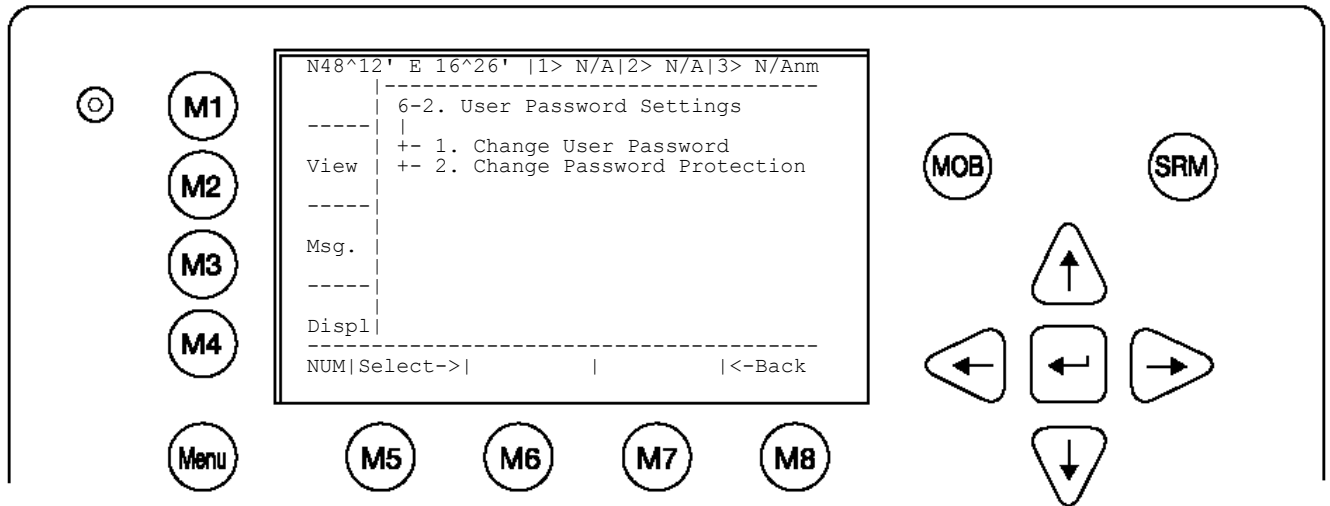 N48^12' E 16^26' |1> N/A|2> N/A|3> N/Anm
|----------------------------------
M1 | 6-2. User Password Settings
-----| |
| +- 1. Change User Password
View | +- 2. Change Password Protection
M2
MOB
SRM
-----|
Msg. |
M3
-----|
Displ|
M4
----------------------------------------
NUM|Select->| | |<-Back
Menu
M5 M6 M7 M8